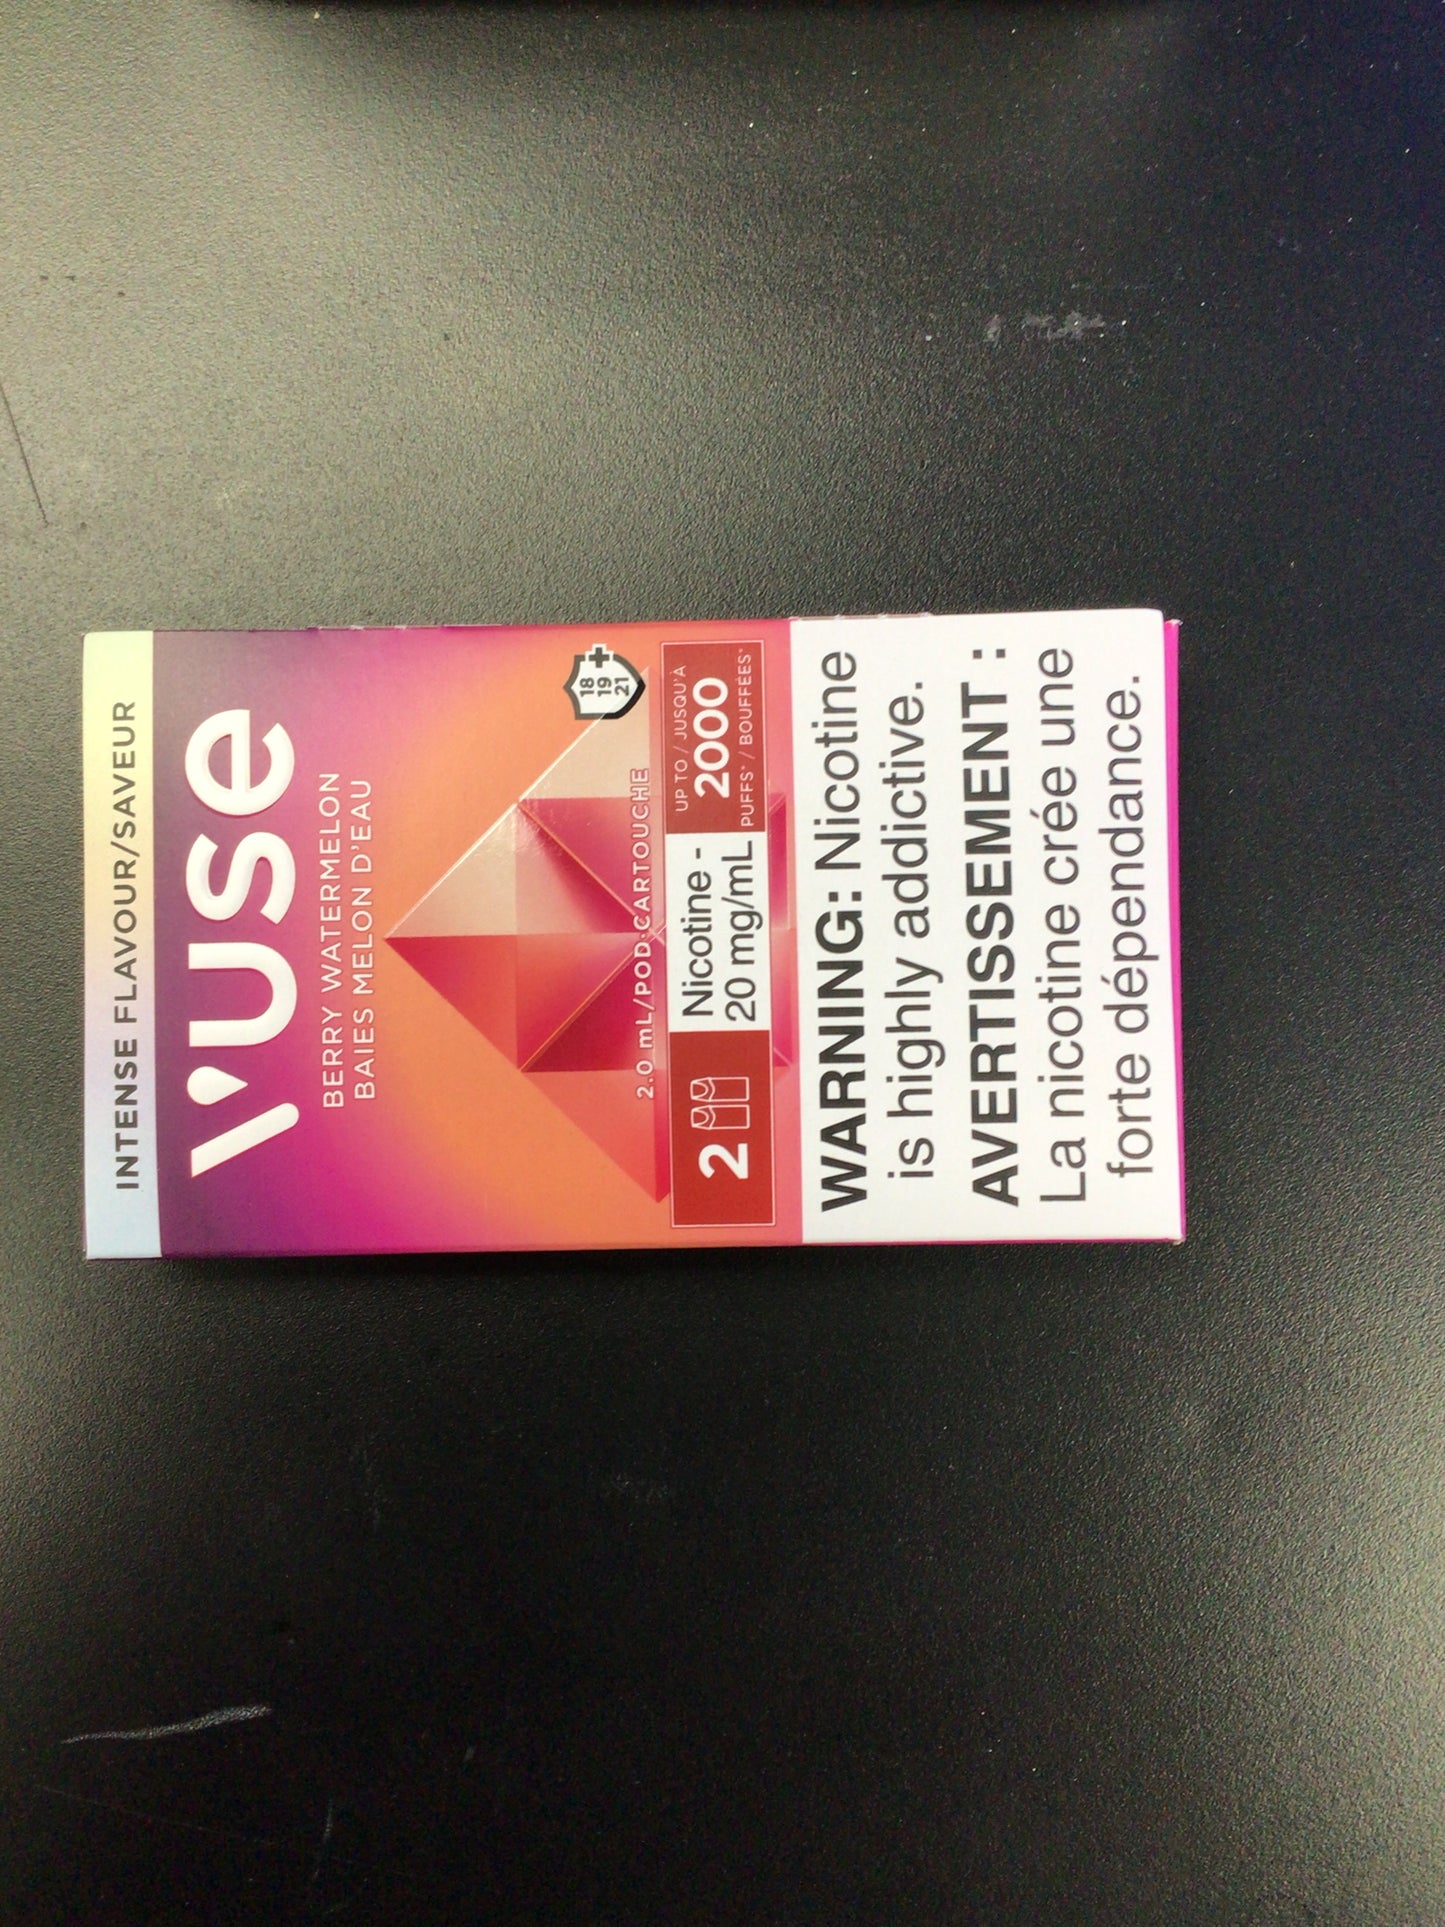 INTENSE FLAVOUR/SAVEUR
VUSE
BERRY WATERMELON
BAIES MELON D'EAU
18+
19
21
2.0 mL/POD·CARTOUCHE
2
Nicotine -
20 mg/mL
UP TO / JUSQU'À
2000
PUFFS* / BOUFFÉES*
WARNING: Nicotine
is highly addictive.
AVERTISSEMENT :
La nicotine crée une
forte dépendance.